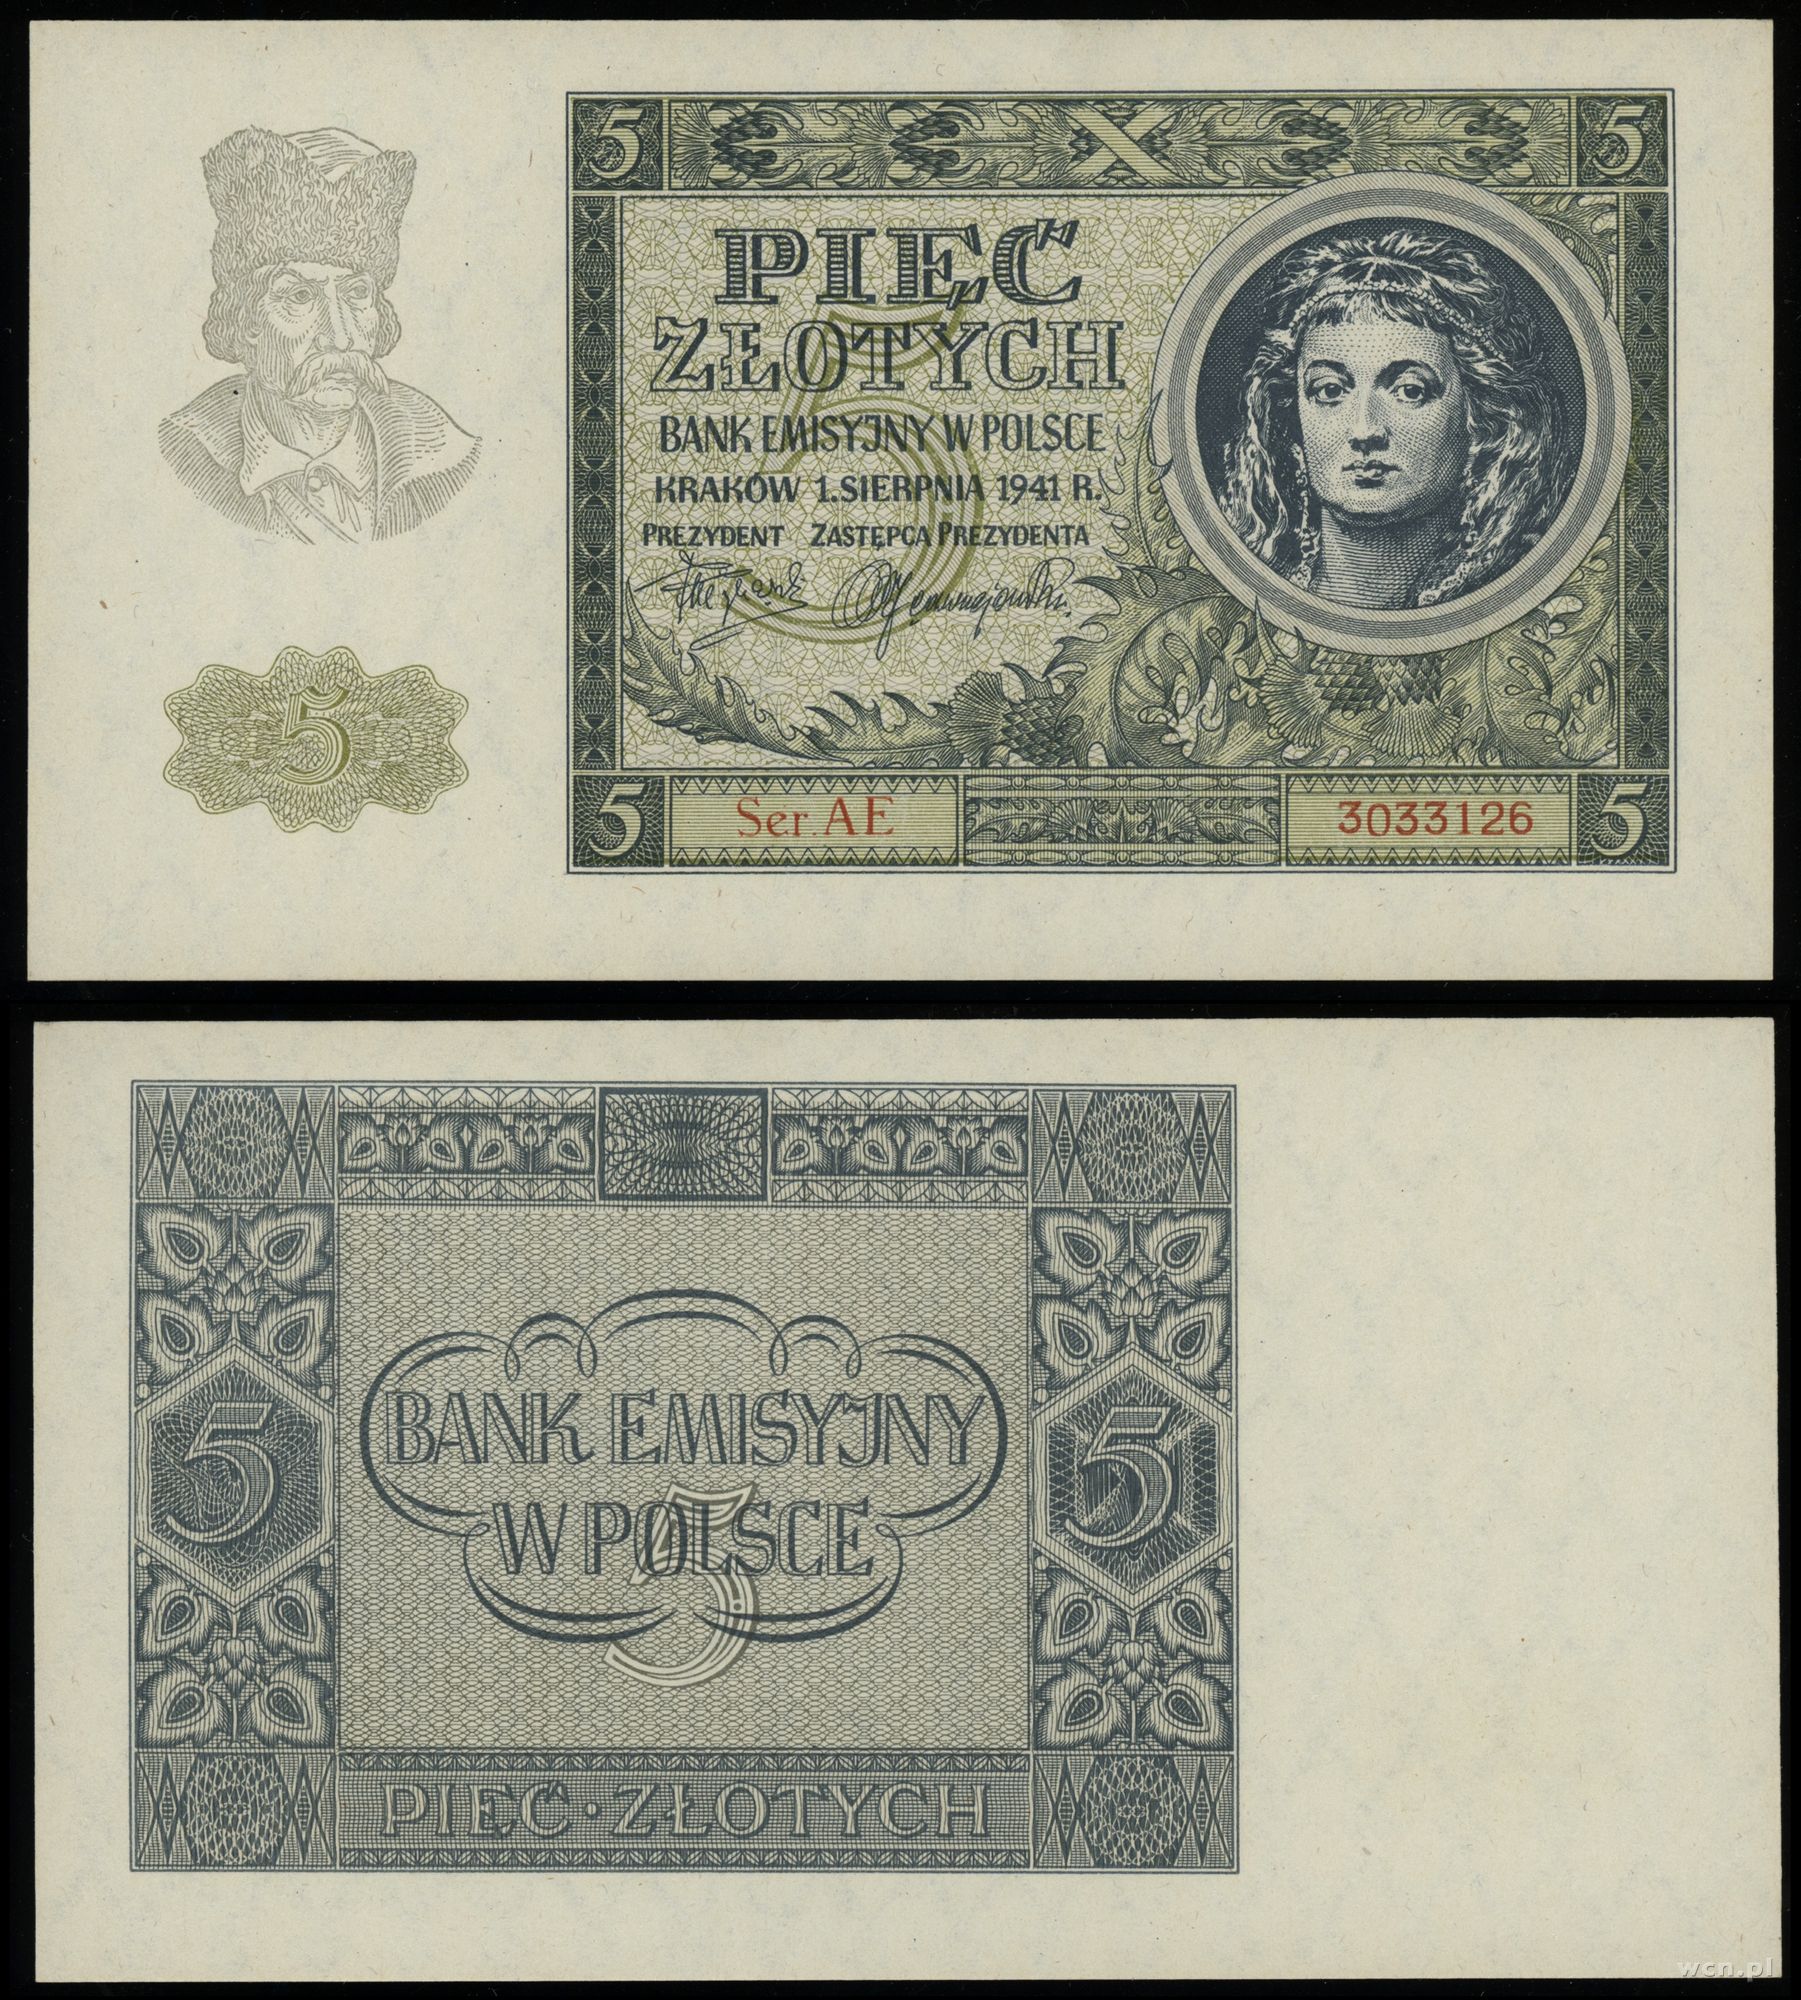 5 5
PIĘĆ
ZŁOTYCH
5
BANK EMISYJNY W POLSCE
KRAKÓW 1. SIERPNIA 1941 R.
PREZYDENT ZASTĘPCA PREZYDENTA
5
5 Ser. AE 3033126 5
5 BANK EMISYJNY 5
W POLSCE
5
PIĘĆ · ZŁOTYCH
wcn.pl